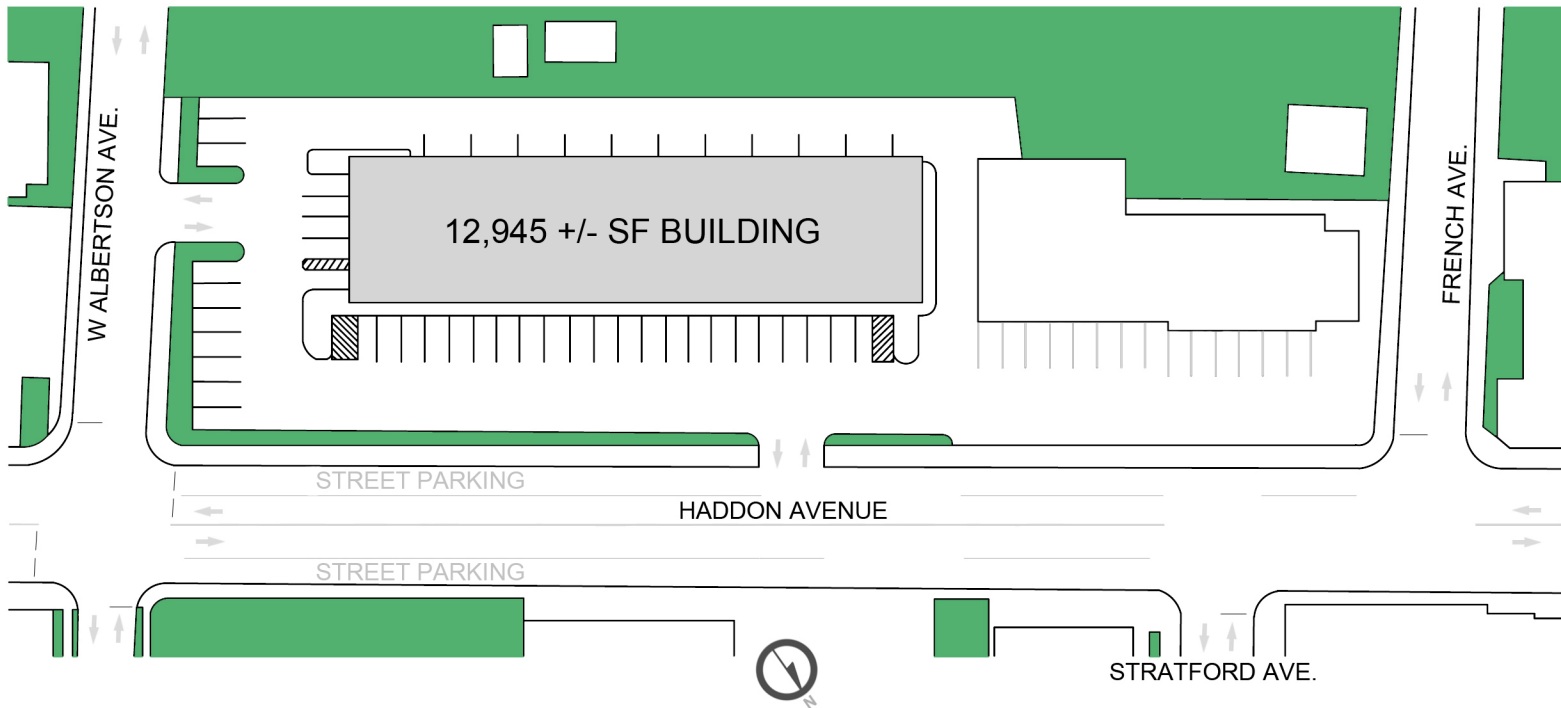 W ALBERTSON AVE.
12,945 +/- SF BUILDING
FRENCH AVE.
STREET PARKING
HADDON AVENUE
STREET PARKING
STRATFORD AVE.
N